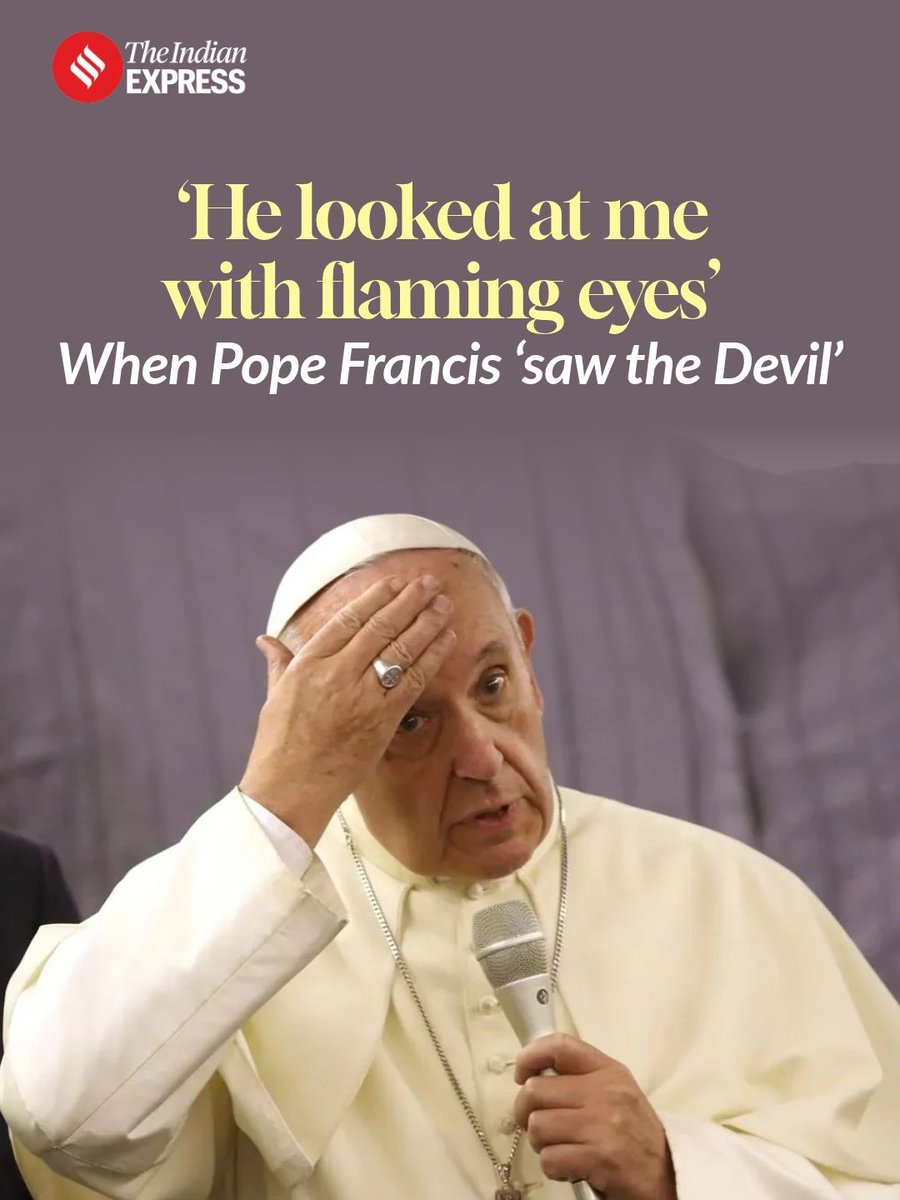 The Indian
EXPRESS
‘He looked at me
with flaming eyes’
When Pope Francis ‘saw the Devil’